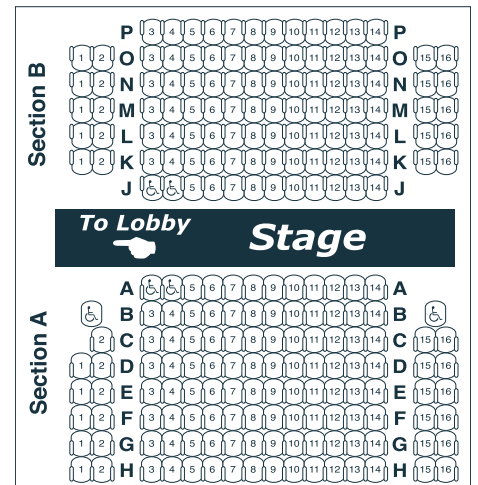 P 3 4 5 6 7 8 9 10 11 12 13 14 P
1 2 O 3 4 5 6 7 8 9 10 11 12 13 14 O 15 16
1 2 N 3 4 5 6 7 8 9 10 11 12 13 14 N 15 16
1 2 M 3 4 5 6 7 8 9 10 11 12 13 14 M 15 16
1 2 L 3 4 5 6 7 8 9 10 11 12 13 14 L 15 16
1 2 K 3 4 5 6 7 8 9 10 11 12 13 14 K 15 16
J 5 6 7 8 9 10 11 12 13 14 J
Section B
To Lobby
Stage
A 5 6 7 8 9 10 11 12 13 14 A
B 3 4 5 6 7 8 9 10 11 12 13 14 B
2 C 3 4 5 6 7 8 9 10 11 12 13 14 C 15 16
1 2 D 3 4 5 6 7 8 9 10 11 12 13 14 D 15 16
1 2 E 3 4 5 6 7 8 9 10 11 12 13 14 E 15 16
1 2 F 3 4 5 6 7 8 9 10 11 12 13 14 F 15 16
1 2 G 3 4 5 6 7 8 9 10 11 12 13 14 G 15 16
1 2 H 3 4 5 6 7 8 9 10 11 12 13 14 H 15 16
Section A